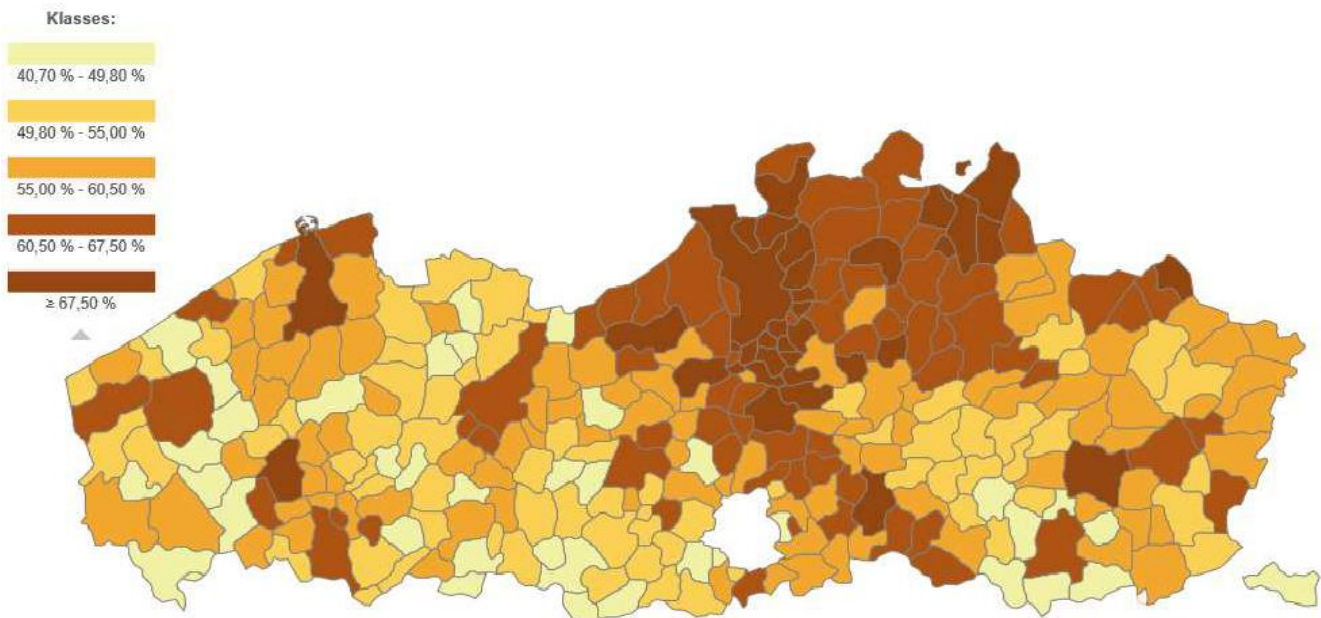 Klasses:
40,70 % - 49,80 %
49,80 % - 55,00 %
55,00 % - 60,50 %
60,50 % - 67,50 %
≥ 67,50 %